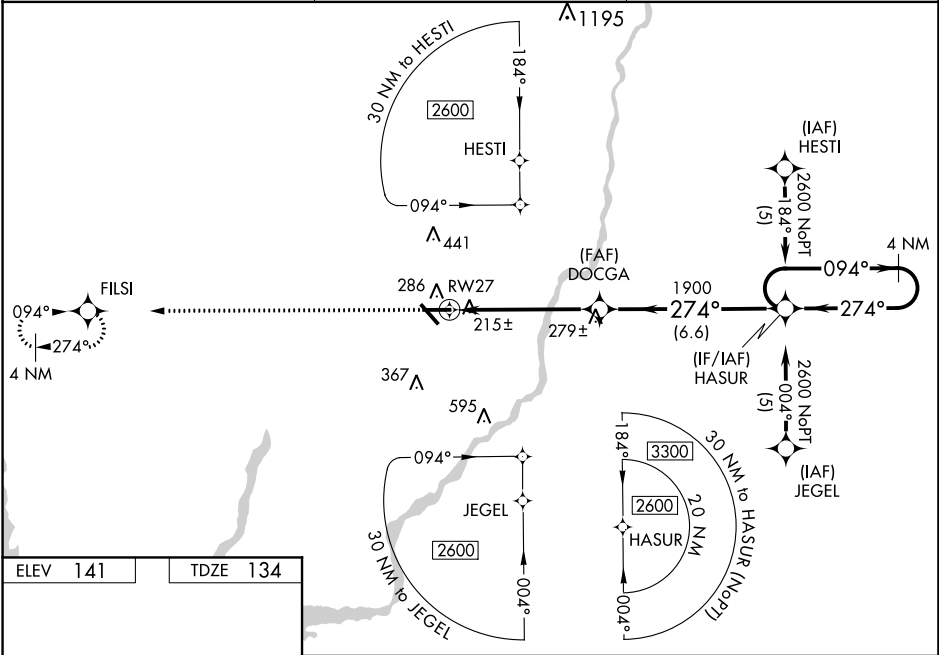 1195
30 NM to HESTI
184°
2600
HESTI
094°
441
(IAF)
HESTI
2600 NoPT
184°
(5)
4 NM
094°
FILSI
094°
274°
4 NM
286
RW27
215±
(FAF)
DOCGA
279±
1900
274°
(6.6)
274°
(IF/IAF)
HASUR
367
595
2600 NoPT
004°
(5)
(IAF)
JEGEL
094°
JEGEL
2600
30 NM to JEGEL
004°
184°
3300
30 NM to HASUR (NoPT)
2600
20 NM
HASUR
004°
ELEV 141
TDZE 134